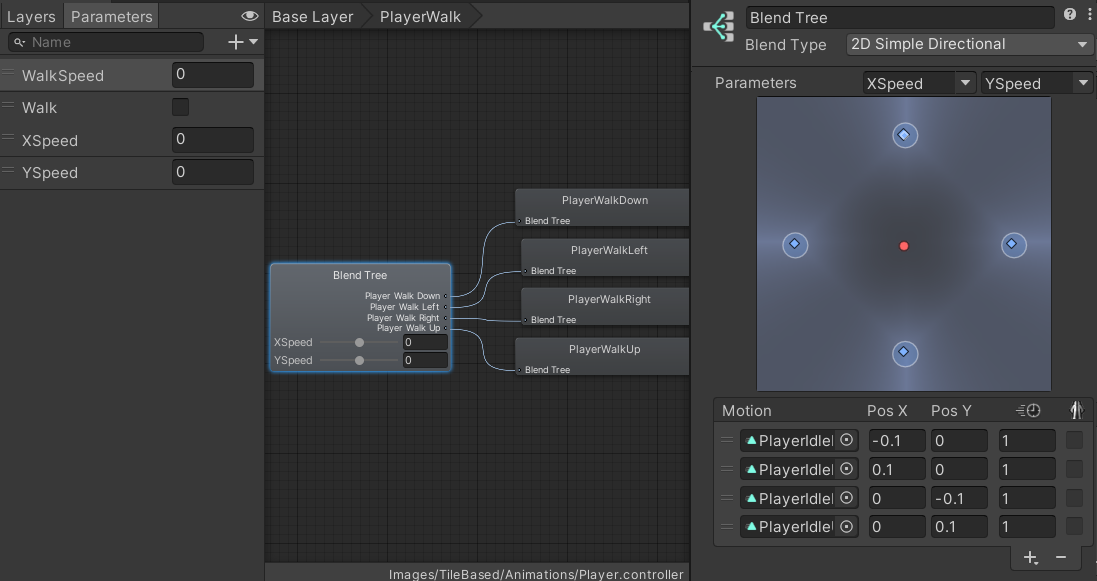 Layers Parameters
Name
WalkSpeed 0
Walk
XSpeed 0
YSpeed 0
Base Layer PlayerWalk
PlayerWalkDown
Blend Tree
PlayerWalkLeft
Blend Tree
PlayerWalkRight
Blend Tree
PlayerWalkUp
Blend Tree
Blend Tree
Player Walk Down
Player Walk Left
Player Walk Right
Player Walk Up
XSpeed 0
YSpeed 0
Images/TileBased/Animations/Player.controller
Blend Tree
Blend Type 2D Simple Directional
Parameters XSpeed YSpeed
Motion Pos X Pos Y
PlayerIdle -0.1 0 1
PlayerIdle 0.1 0 1
PlayerIdle 0 -0.1 1
PlayerIdle 0 0.1 1